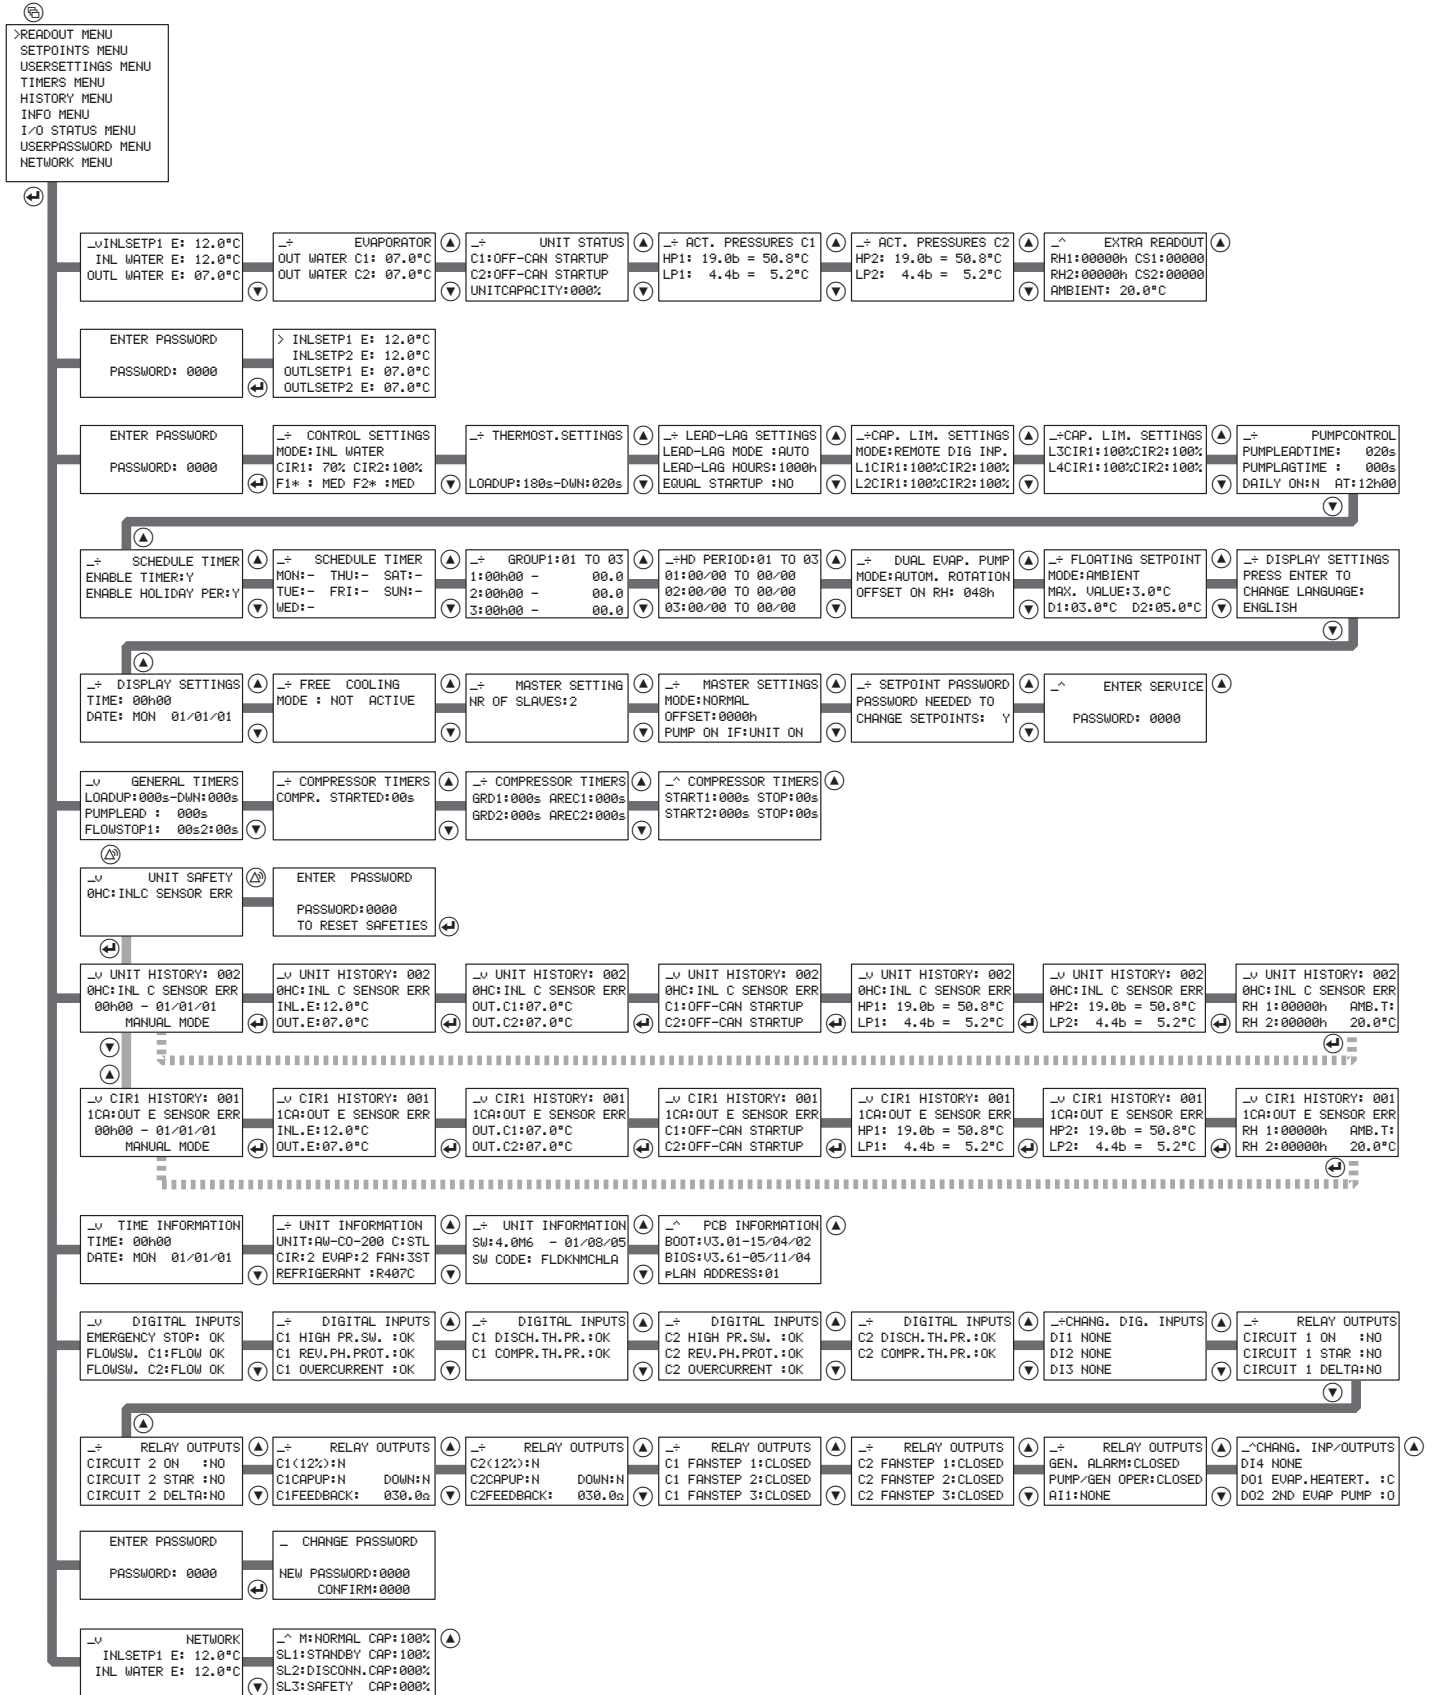 >READOUT MENU
SETPOINTS MENU
USERSETTINGS MENU
TIMERS MENU
HISTORY MENU
INFO MENU
I/O STATUS MENU
USERPASSWORD MENU
NETWORK MENU
_vINLSETP1 E: 12.0°C
INL WATER E: 12.0°C
OUTL WATER E: 07.0°C
_÷ EVAPORATOR
OUT WATER C1: 07.0°C
OUT WATER C2: 07.0°C
_÷ UNIT STATUS
C1:OFF-CAN STARTUP
C2:OFF-CAN STARTUP
UNITCAPACITY:000%
_÷ ACT. PRESSURES C1
HP1: 19.0b = 50.8°C
LP1: 4.4b = 5.2°C
_÷ ACT. PRESSURES C2
HP2: 19.0b = 50.8°C
LP2: 4.4b = 5.2°C
_^ EXTRA READOUT
RH1:00000h CS1:00000
RH2:00000h CS2:00000
AMBIENT: 20.0°C
ENTER PASSWORD
PASSWORD: 0000
> INLSETP1 E: 12.0°C
INLSETP2 E: 12.0°C
OUTLSETP1 E: 07.0°C
OUTLSETP2 E: 07.0°C
ENTER PASSWORD
PASSWORD: 0000
_÷ CONTROL SETTINGS
MODE:INL WATER
CIR1: 70% CIR2:100%
F1* : MED F2* :MED
_÷ THERMOST.SETTINGS
LOADUP:180s-DWN:020s
_÷ LEAD-LAG SETTINGS
LEAD-LAG MODE :AUTO
LEAD-LAG HOURS:1000h
EQUAL STARTUP :NO
_÷CAP. LIM. SETTINGS
MODE:REMOTE DIG INP.
L1CIR1:100%CIR2:100%
L2CIR1:100%CIR2:100%
_÷CAP. LIM. SETTINGS
L3CIR1:100%CIR2:100%
L4CIR1:100%CIR2:100%
_÷ PUMPCONTROL
PUMPLEADTIME: 020s
PUMPLAGTIME : 000s
DAILY ON:N AT:12h00
_÷ SCHEDULE TIMER
ENABLE TIMER:Y
ENABLE HOLIDAY PER:Y
_÷ SCHEDULE TIMER
MON:- THU:- SAT:-
TUE:- FRI:- SUN:-
WED:-
_÷ GROUP1:01 TO 03
1:00h00 - 00.0
2:00h00 - 00.0
3:00h00 - 00.0
_÷HD PERIOD:01 TO 03
01:00/00 TO 00/00
02:00/00 TO 00/00
03:00/00 TO 00/00
_÷ DUAL EVAP. PUMP
MODE:AUTOM. ROTATION
OFFSET ON RH: 048h
_÷ FLOATING SETPOINT
MODE:AMBIENT
MAX. VALUE:3.0°C
D1:03.0°C D2:05.0°C
_÷ DISPLAY SETTINGS
PRESS ENTER TO
CHANGE LANGUAGE:
ENGLISH
_÷ DISPLAY SETTINGS
TIME: 00h00
DATE: MON 01/01/01
_÷ FREE COOLING
MODE : NOT ACTIVE
_÷ MASTER SETTING
NR OF SLAVES:2
_÷ MASTER SETTINGS
MODE:NORMAL
OFFSET:0000h
PUMP ON IF:UNIT ON
_÷ SETPOINT PASSWORD
PASSWORD NEEDED TO
CHANGE SETPOINTS: Y
_^ ENTER SERVICE
PASSWORD: 0000
_v GENERAL TIMERS
LOADUP:000s-DWN:000s
PUMPLEAD : 000s
FLOWSTOP1: 00s2:00s
_÷ COMPRESSOR TIMERS
COMPR. STARTED:00s
_÷ COMPRESSOR TIMERS
GRD1:000s AREC1:000s
GRD2:000s AREC2:000s
_^ COMPRESSOR TIMERS
START1:000s STOP:00s
START2:000s STOP:00s
_v UNIT SAFETY
0HC:INLC SENSOR ERR
ENTER PASSWORD
PASSWORD:0000
TO RESET SAFETIES
_v UNIT HISTORY: 002
0HC:INL C SENSOR ERR
00h00 - 01/01/01
MANUAL MODE
_v UNIT HISTORY: 002
0HC:INL C SENSOR ERR
INL.E:12.0°C
OUT.E:07.0°C
_v UNIT HISTORY: 002
0HC:INL C SENSOR ERR
OUT.C1:07.0°C
OUT.C2:07.0°C
_v UNIT HISTORY: 002
0HC:INL C SENSOR ERR
C1:OFF-CAN STARTUP
C2:OFF-CAN STARTUP
_v UNIT HISTORY: 002
0HC:INL C SENSOR ERR
HP1: 19.0b = 50.8°C
LP1: 4.4b = 5.2°C
_v UNIT HISTORY: 002
0HC:INL C SENSOR ERR
HP2: 19.0b = 50.8°C
LP2: 4.4b = 5.2°C
_v UNIT HISTORY: 002
0HC:INL C SENSOR ERR
RH 1:00000h AMB.T:
RH 2:00000h 20.0°C
_v CIR1 HISTORY: 001
1CA:OUT E SENSOR ERR
00h00 - 01/01/01
MANUAL MODE
_v CIR1 HISTORY: 001
1CA:OUT E SENSOR ERR
INL.E:12.0°C
OUT.E:07.0°C
_v CIR1 HISTORY: 001
1CA:OUT E SENSOR ERR
OUT.C1:07.0°C
OUT.C2:07.0°C
_v CIR1 HISTORY: 001
1CA:OUT E SENSOR ERR
C1:OFF-CAN STARTUP
C2:OFF-CAN STARTUP
_v CIR1 HISTORY: 001
1CA:OUT E SENSOR ERR
HP1: 19.0b = 50.8°C
LP1: 4.4b = 5.2°C
_v CIR1 HISTORY: 001
1CA:OUT E SENSOR ERR
HP2: 19.0b = 50.8°C
LP2: 4.4b = 5.2°C
_v CIR1 HISTORY: 001
1CA:OUT E SENSOR ERR
RH 1:00000h AMB.T:
RH 2:00000h 20.0°C
_v TIME INFORMATION
TIME: 00h00
DATE: MON 01/01/01
_÷ UNIT INFORMATION
UNIT:AW-CO-200 C:STL
CIR:2 EVAP:2 FAN:3ST
REFRIGERANT :R407C
_÷ UNIT INFORMATION
SW:4.0M6 - 01/08/05
SW CODE: FLDKNMCHLA
_^ PCB INFORMATION
BOOT:V3.01-15/04/02
BIOS:V3.61-05/11/04
pLAN ADDRESS:01
_v DIGITAL INPUTS
EMERGENCY STOP: OK
FLOWSW. C1:FLOW OK
FLOWSW. C2:FLOW OK
_÷ DIGITAL INPUTS
C1 HIGH PR.SW. :OK
C1 REV.PH.PROT.:OK
C1 OVERCURRENT :OK
_÷ DIGITAL INPUTS
C1 DISCH.TH.PR.:OK
C1 COMPR.TH.PR.:OK
_÷ DIGITAL INPUTS
C2 HIGH PR.SW. :OK
C2 REV.PH.PROT.:OK
C2 OVERCURRENT :OK
_÷ DIGITAL INPUTS
C2 DISCH.TH.PR.:OK
C2 COMPR.TH.PR.:OK
_÷CHANG. DIG. INPUTS
DI1 NONE
DI2 NONE
DI3 NONE
_÷ RELAY OUTPUTS
CIRCUIT 1 ON :NO
CIRCUIT 1 STAR :NO
CIRCUIT 1 DELTA:NO
_÷ RELAY OUTPUTS
CIRCUIT 2 ON :NO
CIRCUIT 2 STAR :NO
CIRCUIT 2 DELTA:NO
_÷ RELAY OUTPUTS
C1(12%):N
C1CAPUP:N DOWN:N
C1FEEDBACK: 030.0Ω
_÷ RELAY OUTPUTS
C2(12%):N
C2CAPUP:N DOWN:N
C2FEEDBACK: 030.0Ω
_÷ RELAY OUTPUTS
C1 FANSTEP 1:CLOSED
C1 FANSTEP 2:CLOSED
C1 FANSTEP 3:CLOSED
_÷ RELAY OUTPUTS
C2 FANSTEP 1:CLOSED
C2 FANSTEP 2:CLOSED
C2 FANSTEP 3:CLOSED
_÷ RELAY OUTPUTS
GEN. ALARM:CLOSED
PUMP/GEN OPER:CLOSED
AI1:NONE
_^CHANG. INP/OUTPUTS
DI4 NONE
DO1 EVAP.HEATERT. :C
DO2 2ND EVAP PUMP :O
ENTER PASSWORD
PASSWORD: 0000
_ CHANGE PASSWORD
NEW PASSWORD:0000
CONFIRM:0000
_v NETWORK
INLSETP1 E: 12.0°C
INL WATER E: 12.0°C
_^ M:NORMAL CAP:100%
SL1:STANDBY CAP:100%
SL2:DISCONN.CAP:000%
SL3:SAFETY CAP:000%